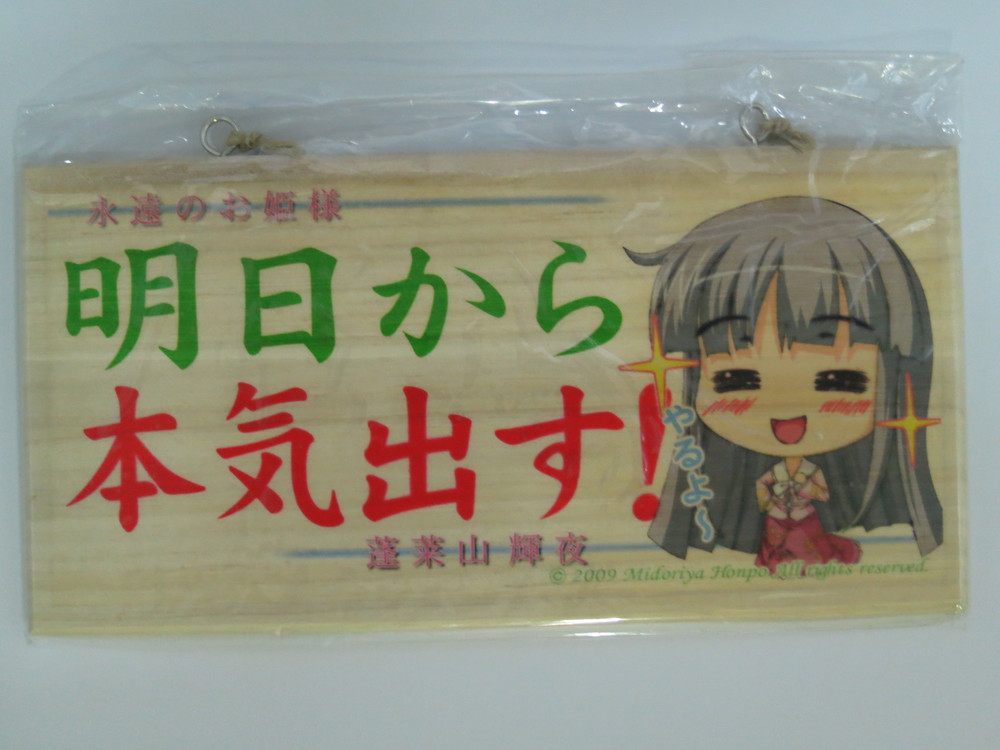 永遠のお姫様
明日から
本気出す!
やるよ～
蓬莱山 輝夜
© 2009 Midoriya Honpo. All rights reserved.